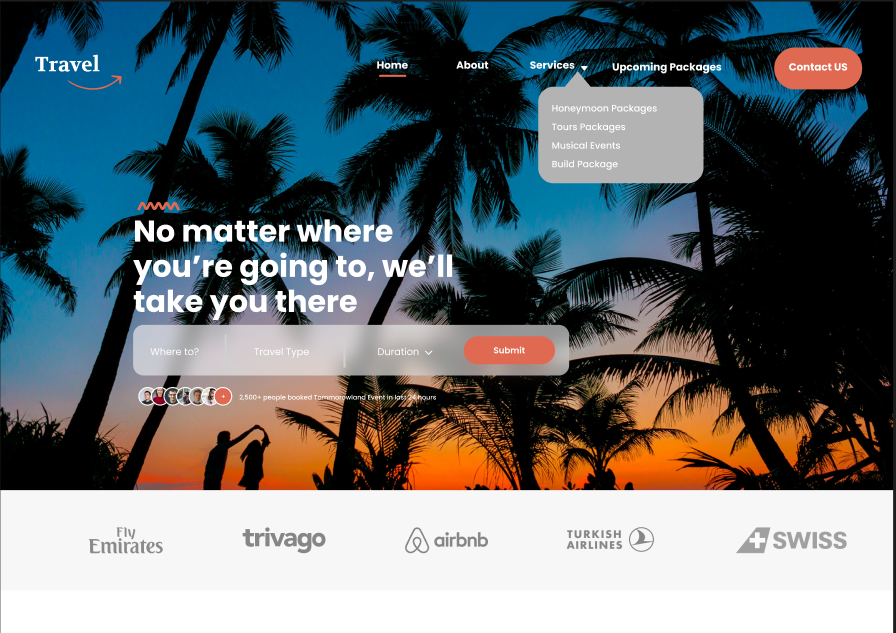 Travel
Home
About
Services
Upcoming Packages
Contact US
Honeymoon Packages
Tours Packages
Musical Events
Build Package
No matter where
you’re going to, we’ll
take you there
Where to?
Travel Type
Duration
Submit
+
2,500+ people booked Tommorowland Event in last 24 hours
Fly
Emirates
trivago
airbnb
TURKISH
AIRLINES
SWISS